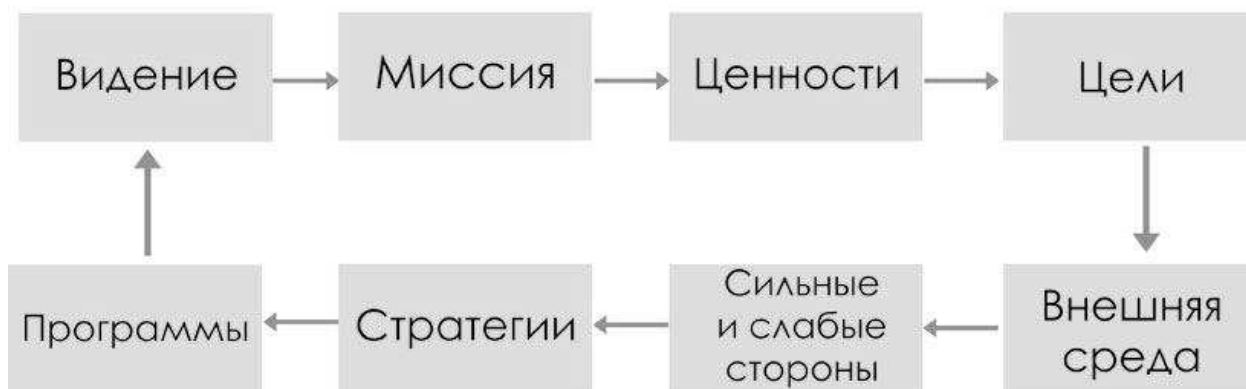 Видение
Миссия
Ценности
Цели
Программы
Стратегии
Сильные
и слабые
стороны
Внешняя
среда